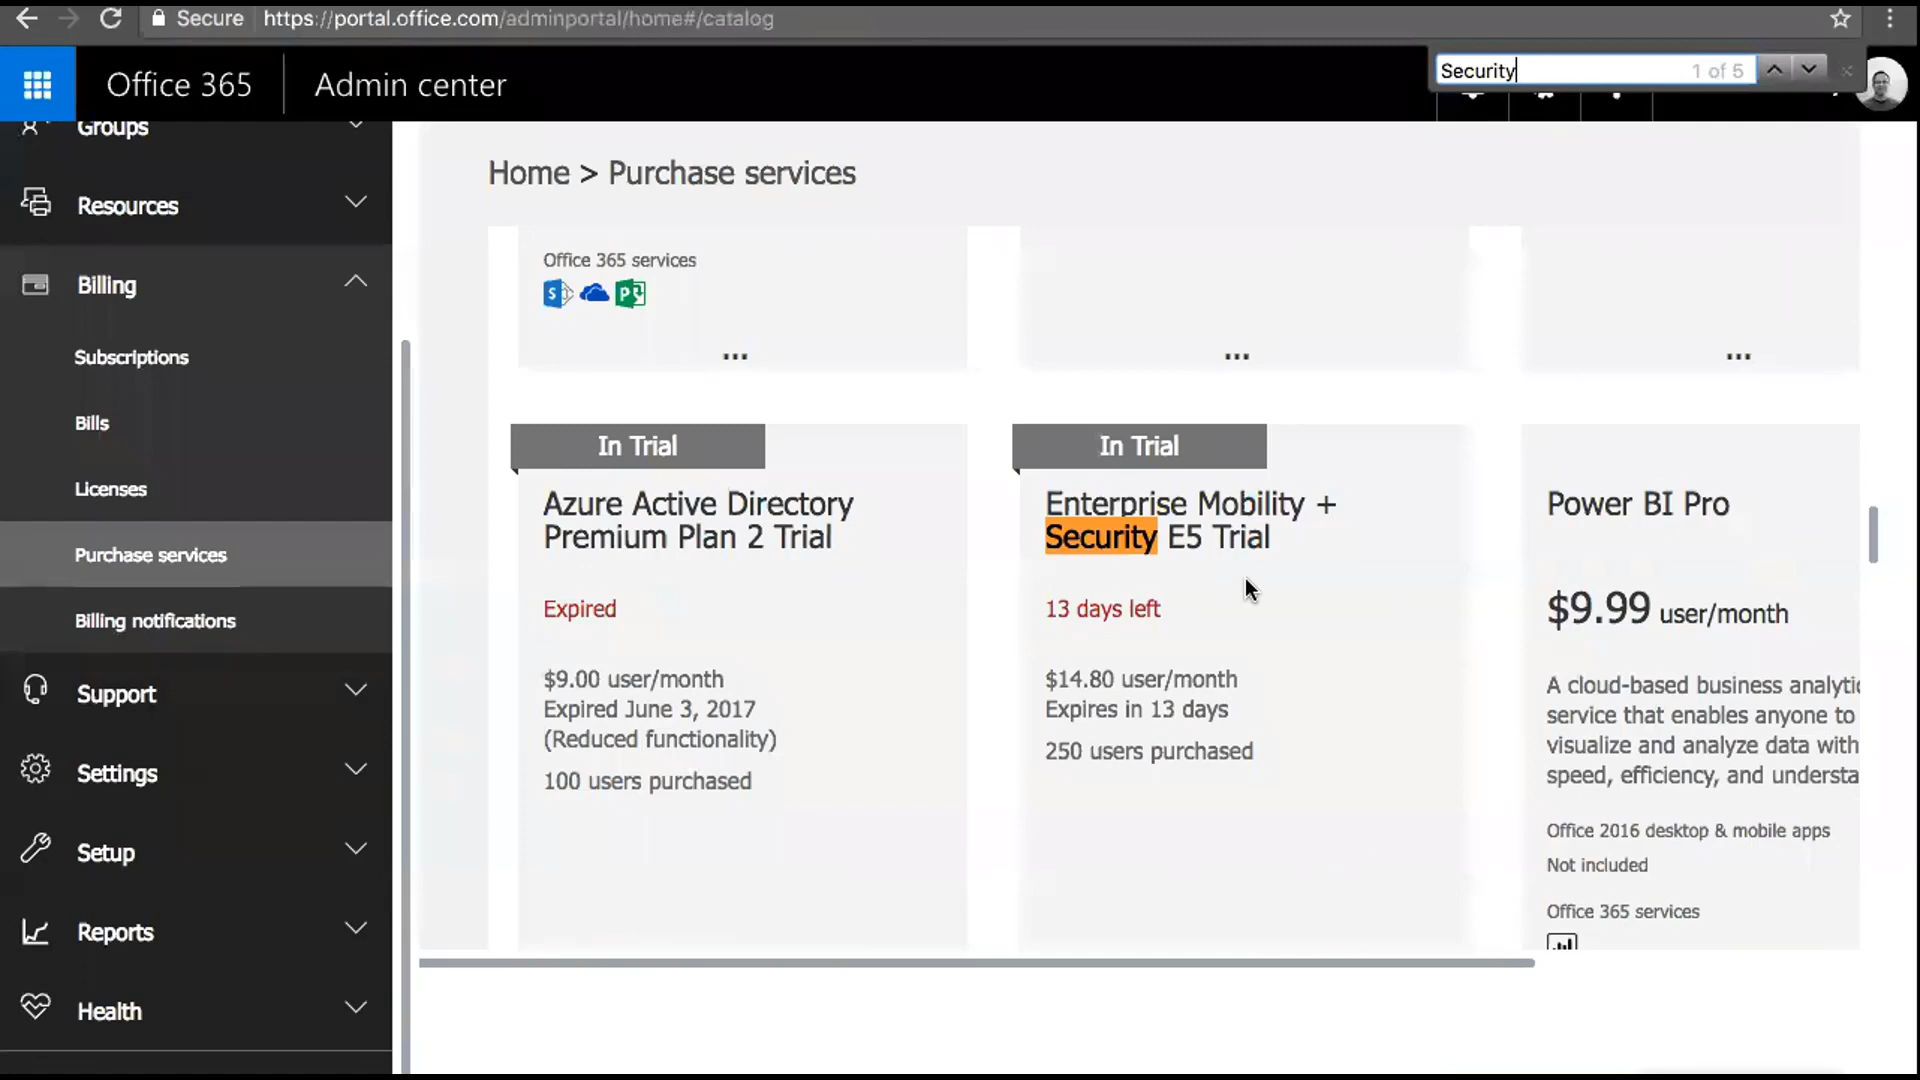 Secure https://portal.office.com/adminportal/home#/catalog
Security 1 of 5
Office 365 Admin center
Groups
Resources
Billing
Subscriptions
Bills
Licenses
Purchase services
Billing notifications
Support
Settings
Setup
Reports
Health
Home > Purchase services
Office 365 services
...
...
...
In Trial
Azure Active Directory
Premium Plan 2 Trial
Expired
$9.00 user/month
Expired June 3, 2017
(Reduced functionality)
100 users purchased
In Trial
Enterprise Mobility +
Security E5 Trial
13 days left
$14.80 user/month
Expires in 13 days
250 users purchased
Power BI Pro
$9.99 user/month
A cloud-based business analytic
service that enables anyone to
visualize and analyze data with
speed, efficiency, and understa
Office 2016 desktop & mobile apps
Not included
Office 365 services